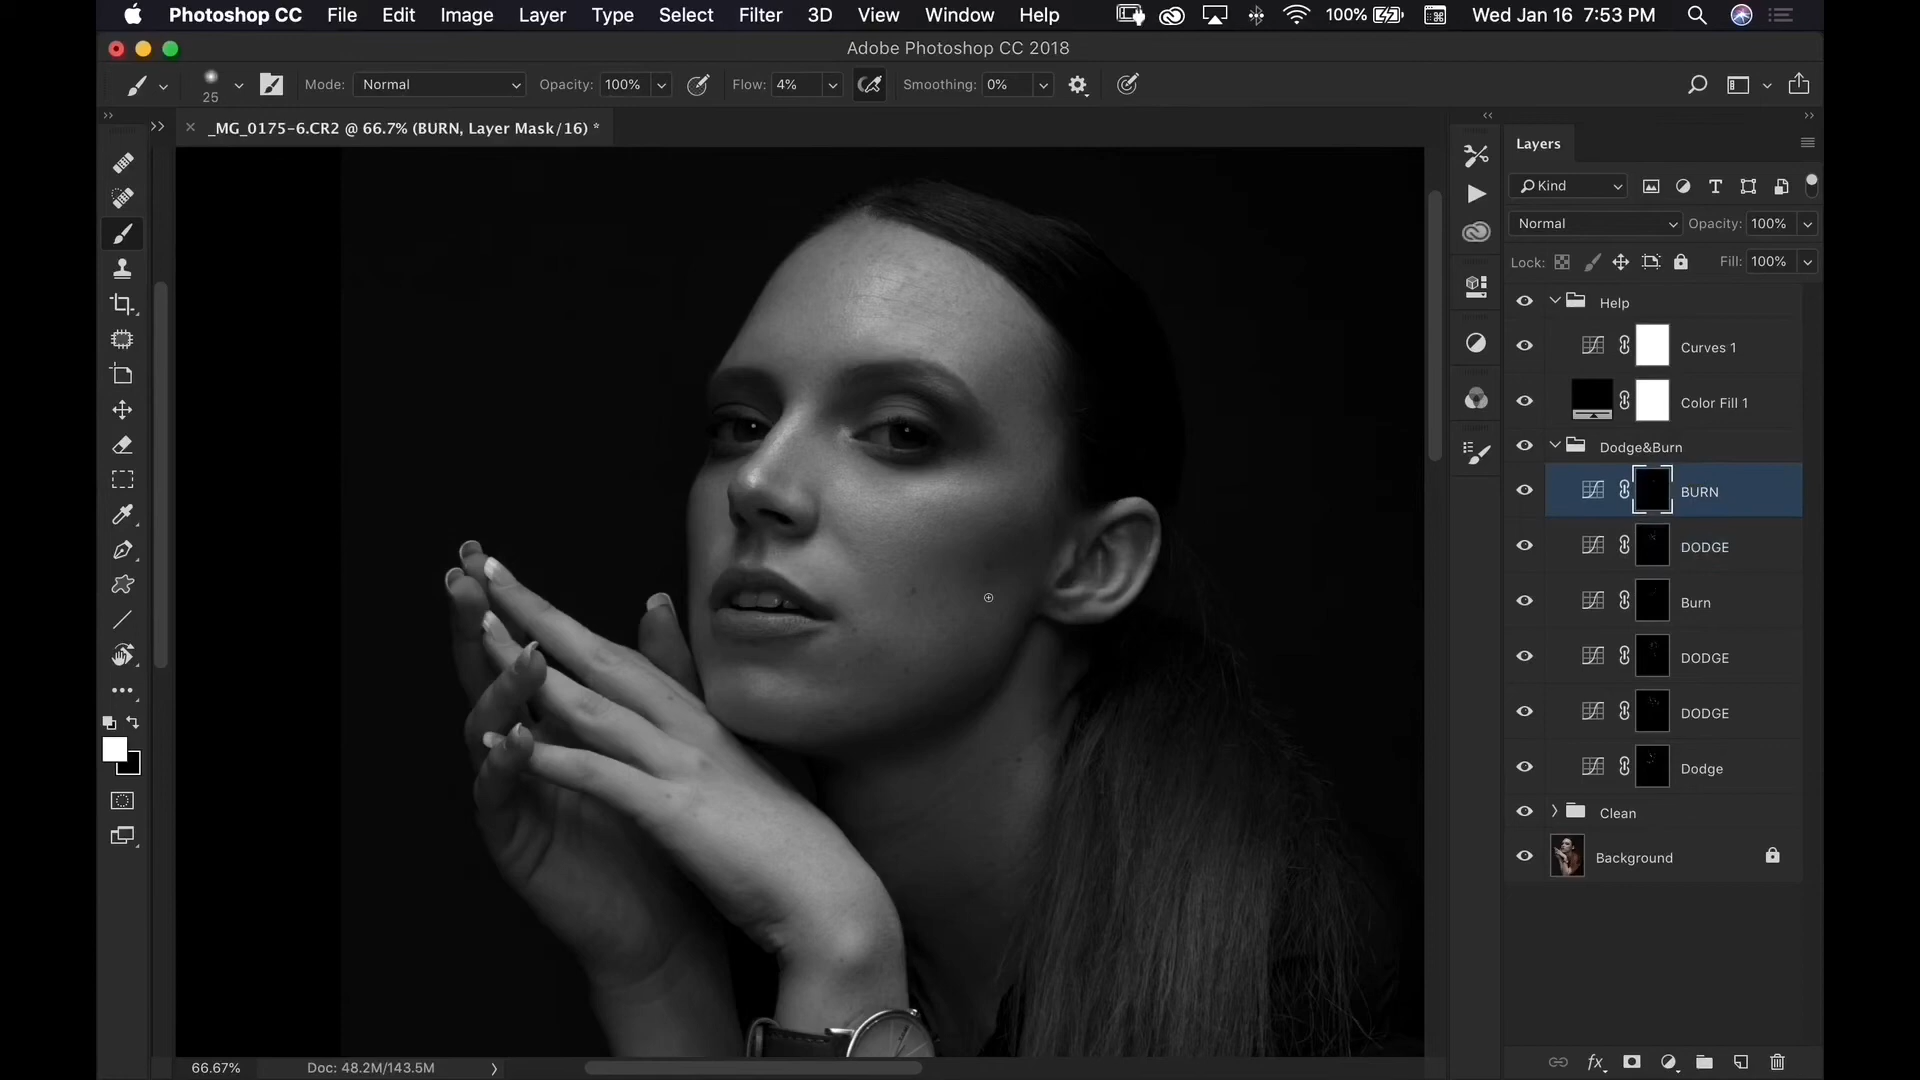 Photoshop CC File Edit Image Layer Type Select Filter 3D View Window Help 100% Wed Jan 16 7:53 PM
Adobe Photoshop CC 2018
25 Mode: Normal Opacity: 100% Flow: 4% Smoothing: 0%
_MG_0175-6.CR2 @ 66.7% (BURN, Layer Mask/16) *
Layers
Kind
Normal Opacity: 100%
Lock: Fill: 100%
Help
Curves 1
Color Fill 1
Dodge&Burn
BURN
DODGE
Burn
DODGE
DODGE
Dodge
Clean
Background
66.67% Doc: 48.2M/143.5M
fx